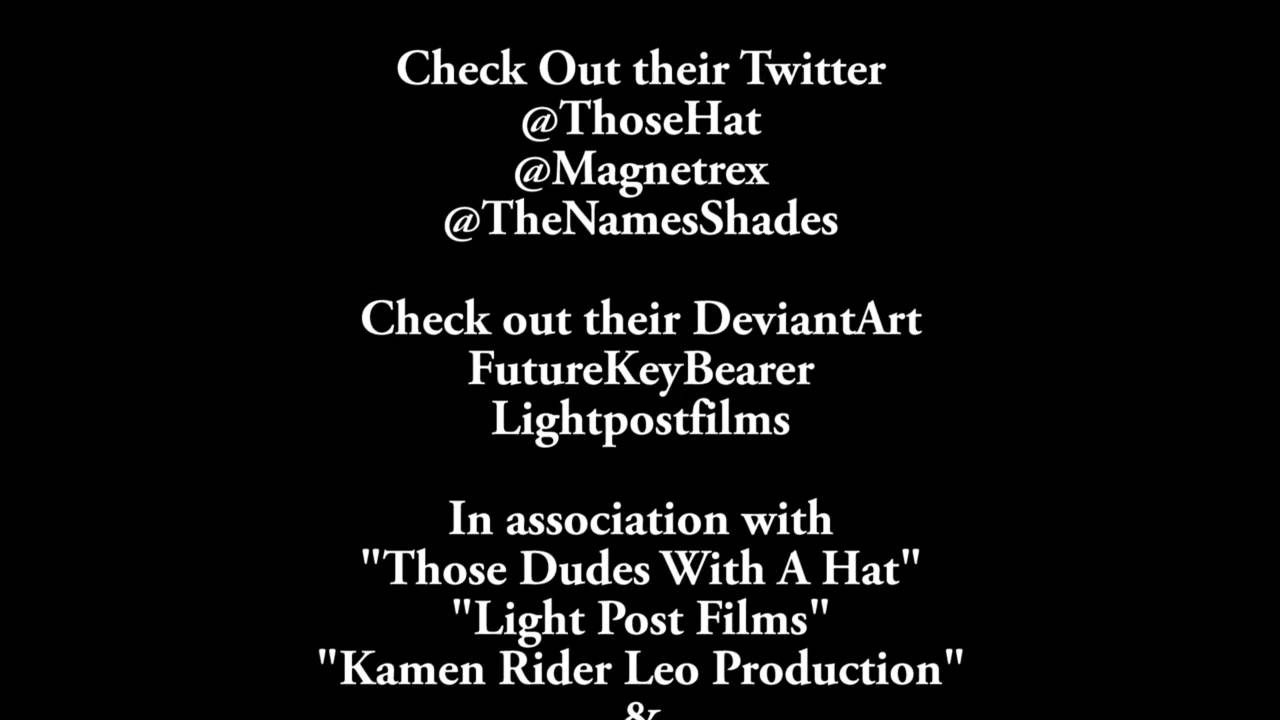 Check Out their Twitter
@ThoseHat
@Magnetrex
@TheNamesShades
Check out their DeviantArt
FutureKeyBearer
Lightpostfilms
In association with
"Those Dudes With A Hat"
"Light Post Films"
"Kamen Rider Leo Production"
&